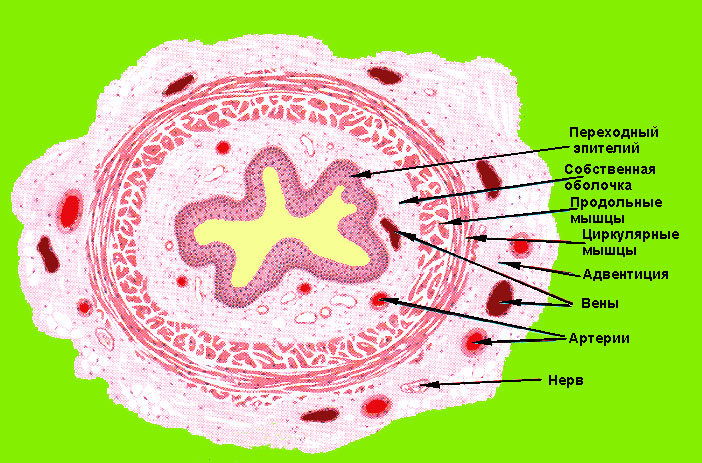 Переходный
эпителий
Собственная
оболочка
Продольные
мышцы
Циркулярные
мышцы
Адвентиция
Вены
Артерии
Нерв